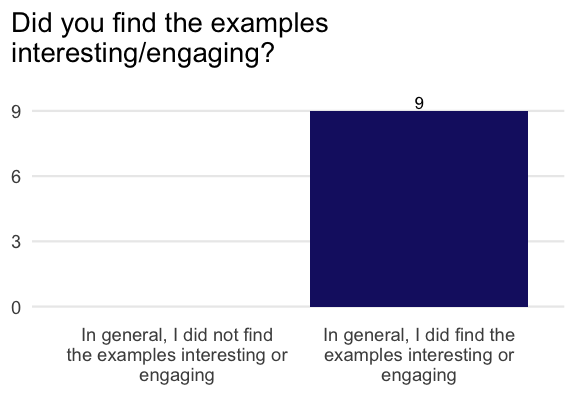 Did you find the examples
interesting/engaging?
9
9
6
3
0
In general, I did not find
the examples interesting or
engaging
In general, I did find the
examples interesting or
engaging